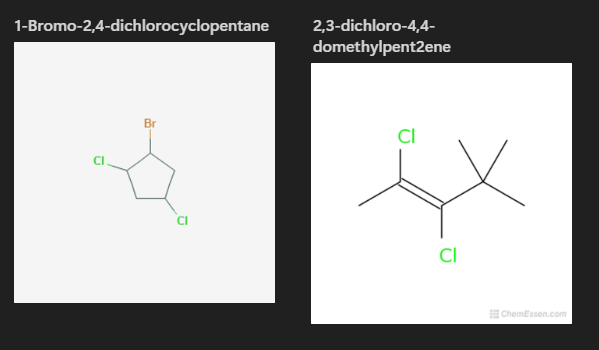 1-Bromo-2,4-dichlorocyclopentane
2,3-dichloro-4,4-
domethylpent2ene
Br
Cl
Cl
Cl
Cl
ChemEssen.com